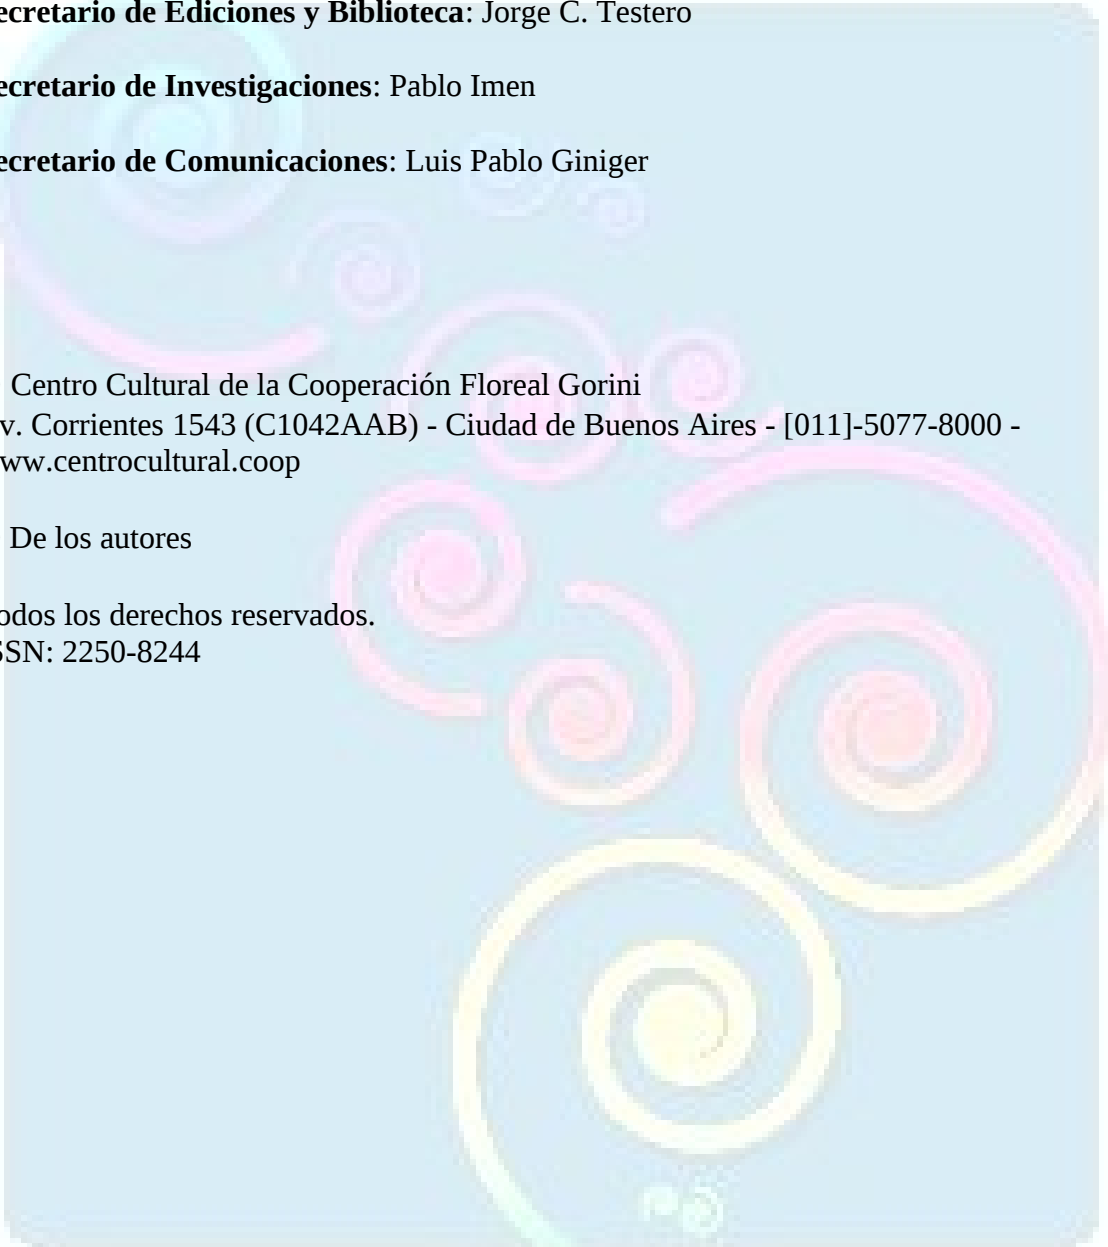 ecretario de Ediciones y Biblioteca: Jorge C. Testero
ecretario de Investigaciones: Pablo Imen
ecretario de Comunicaciones: Luis Pablo Giniger
Centro Cultural de la Cooperación Floreal Gorini
v. Corrientes 1543 (C1042AAB) - Ciudad de Buenos Aires - [011]-5077-8000 -
ww.centrocultural.coop
De los autores
odos los derechos reservados.
SSN: 2250-8244